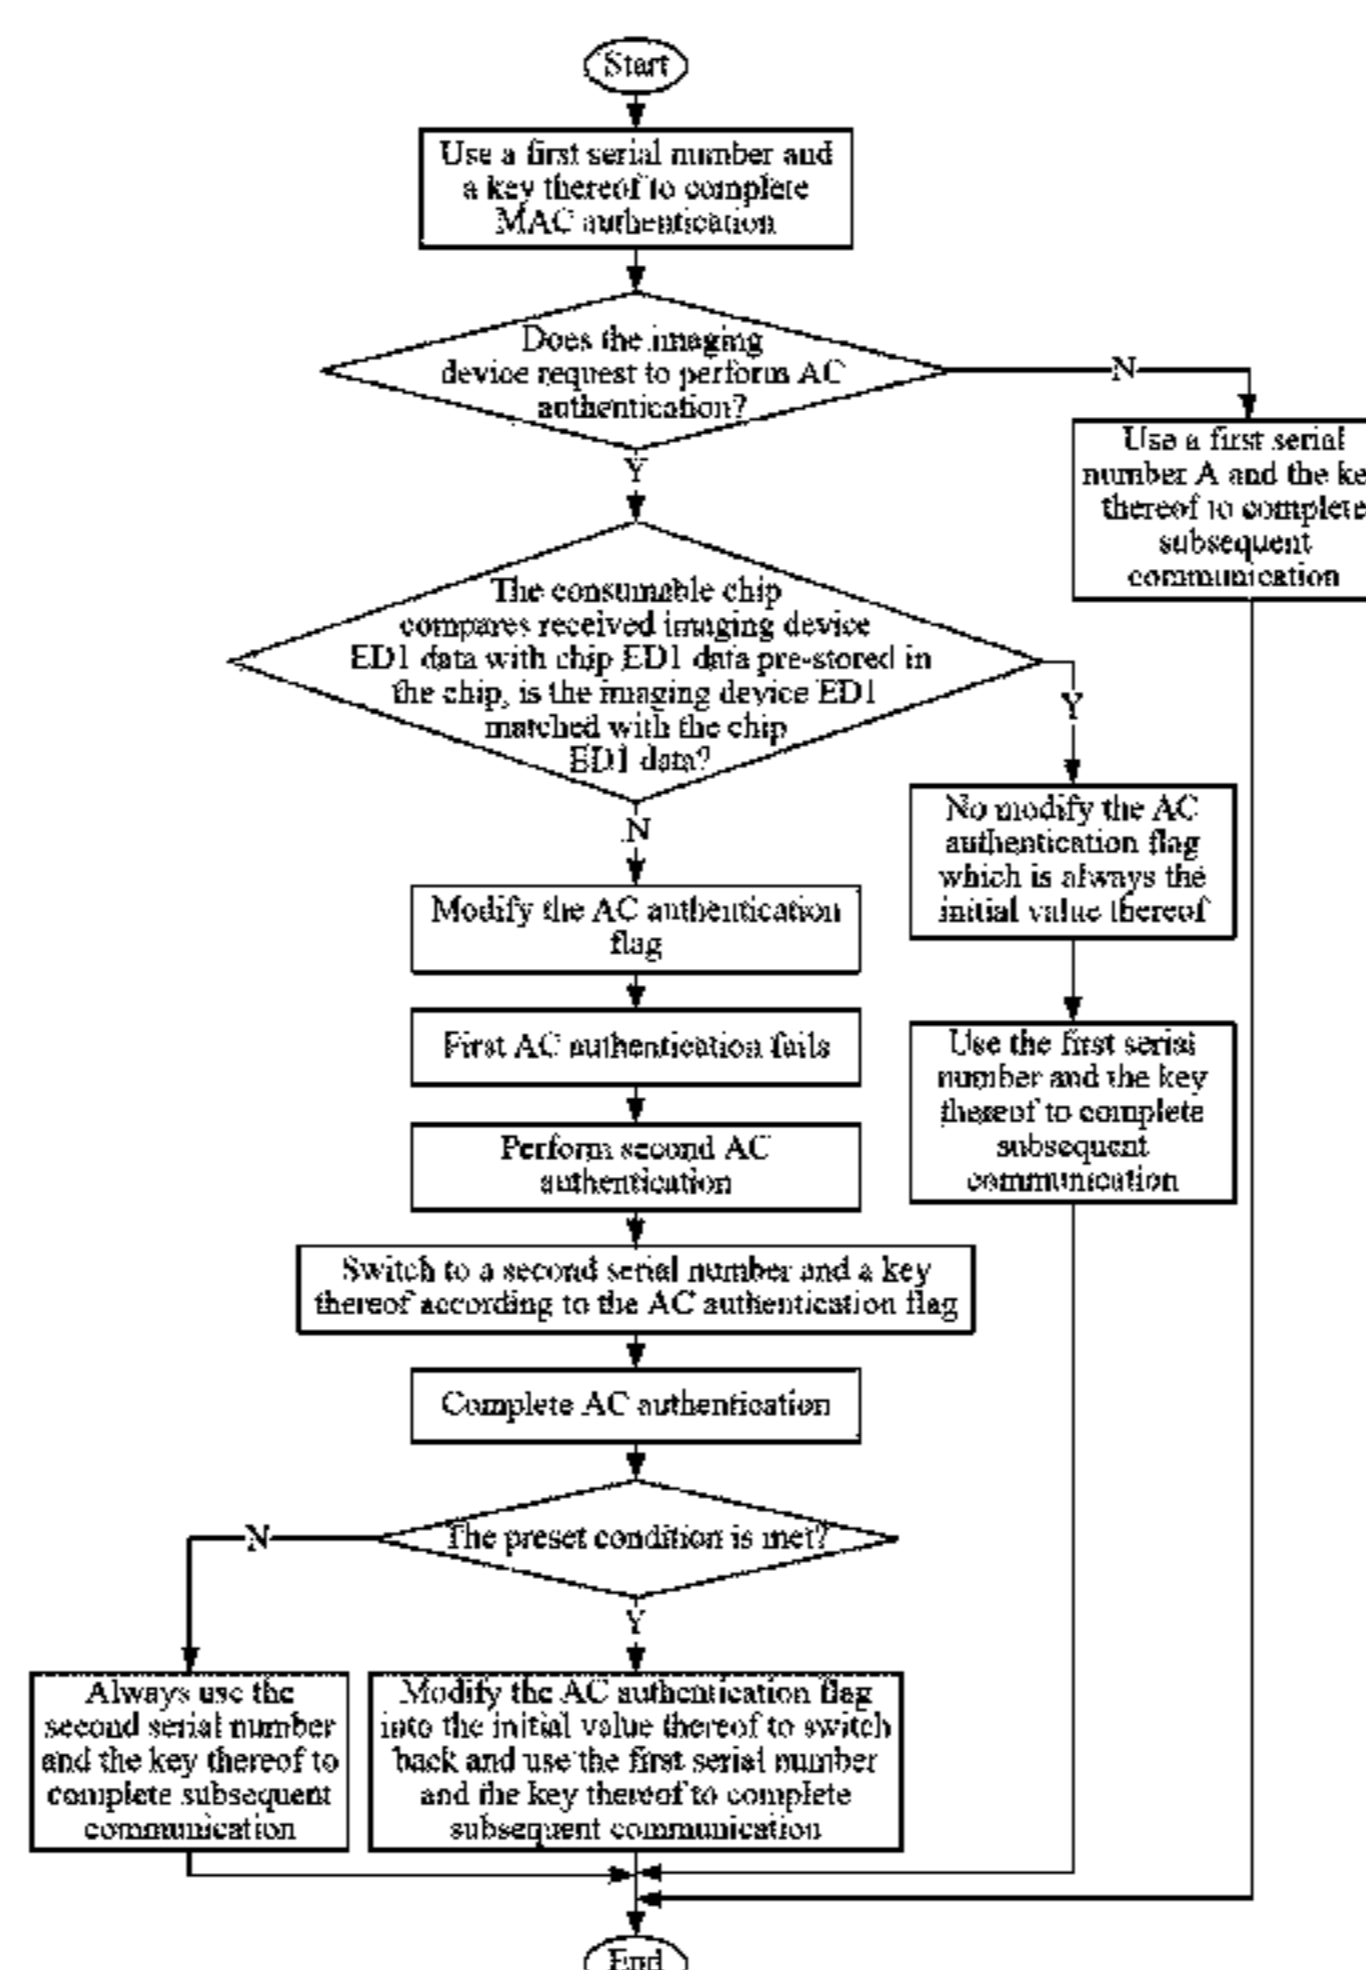 Start
Use a first serial number and
a key thereof to complete
MAC authentication
Does the imaging
device request to perform AC
authentication?
N
Y
Use a first serial
number A and the ke
thereof to complete
subsequent
communication
The consumable chip
compares received imaging device
ED1 data with chip ED1 data pre-stored in
the chip, is the imaging device ED1
matched with the chip
ED1 data?
Y
N
No modify the AC
authentication flag
which is always the
initial value thereof
Modify the AC authentication
flag
First AC authentication fails
Use the first serial
number and the key
thereof to complete
subsequent
communication
Perform second AC
authentication
Switch to a second serial number and a key
thereof according to the AC authentication flag
Complete AC authentication
The preset condition is met?
N
Y
Always use the
second serial number
and the key thereof to
complete subsequent
communication
Modify the AC authentication flag
into the initial value thereof to switch
back and use the first serial number
and the key thereof to complete
subsequent communication
End